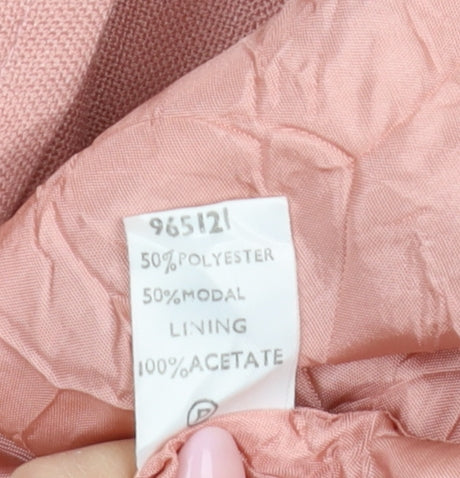 965121
50%POLYESTER
50%MODAL
LINING
100%ACETATE
P